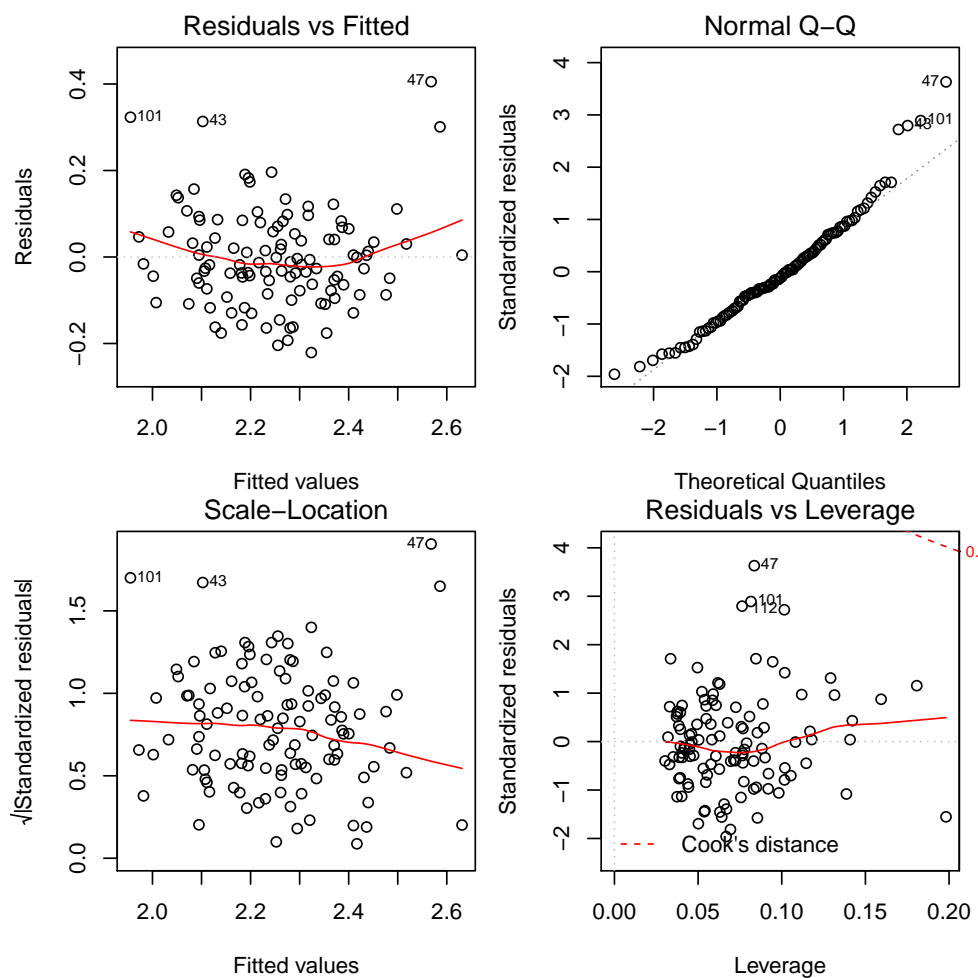 Residuals vs Fitted
Residuals
0.4
0.2
0.0
−0.2
47
101
43
2.0 2.2 2.4 2.6
Fitted values
Normal Q−Q
Standardized residuals
4
3
2
1
0
−1
−2
47
101
43
−2 −1 0 1 2
Theoretical Quantiles
Scale−Location
√|Standardized residuals|
1.5
1.0
0.5
0.0
47
101
43
2.0 2.2 2.4 2.6
Fitted values
Residuals vs Leverage
Standardized residuals
4
3
2
1
0
−1
−2
0.
47
101
112
Cook's distance
0.00 0.05 0.10 0.15 0.20
Leverage